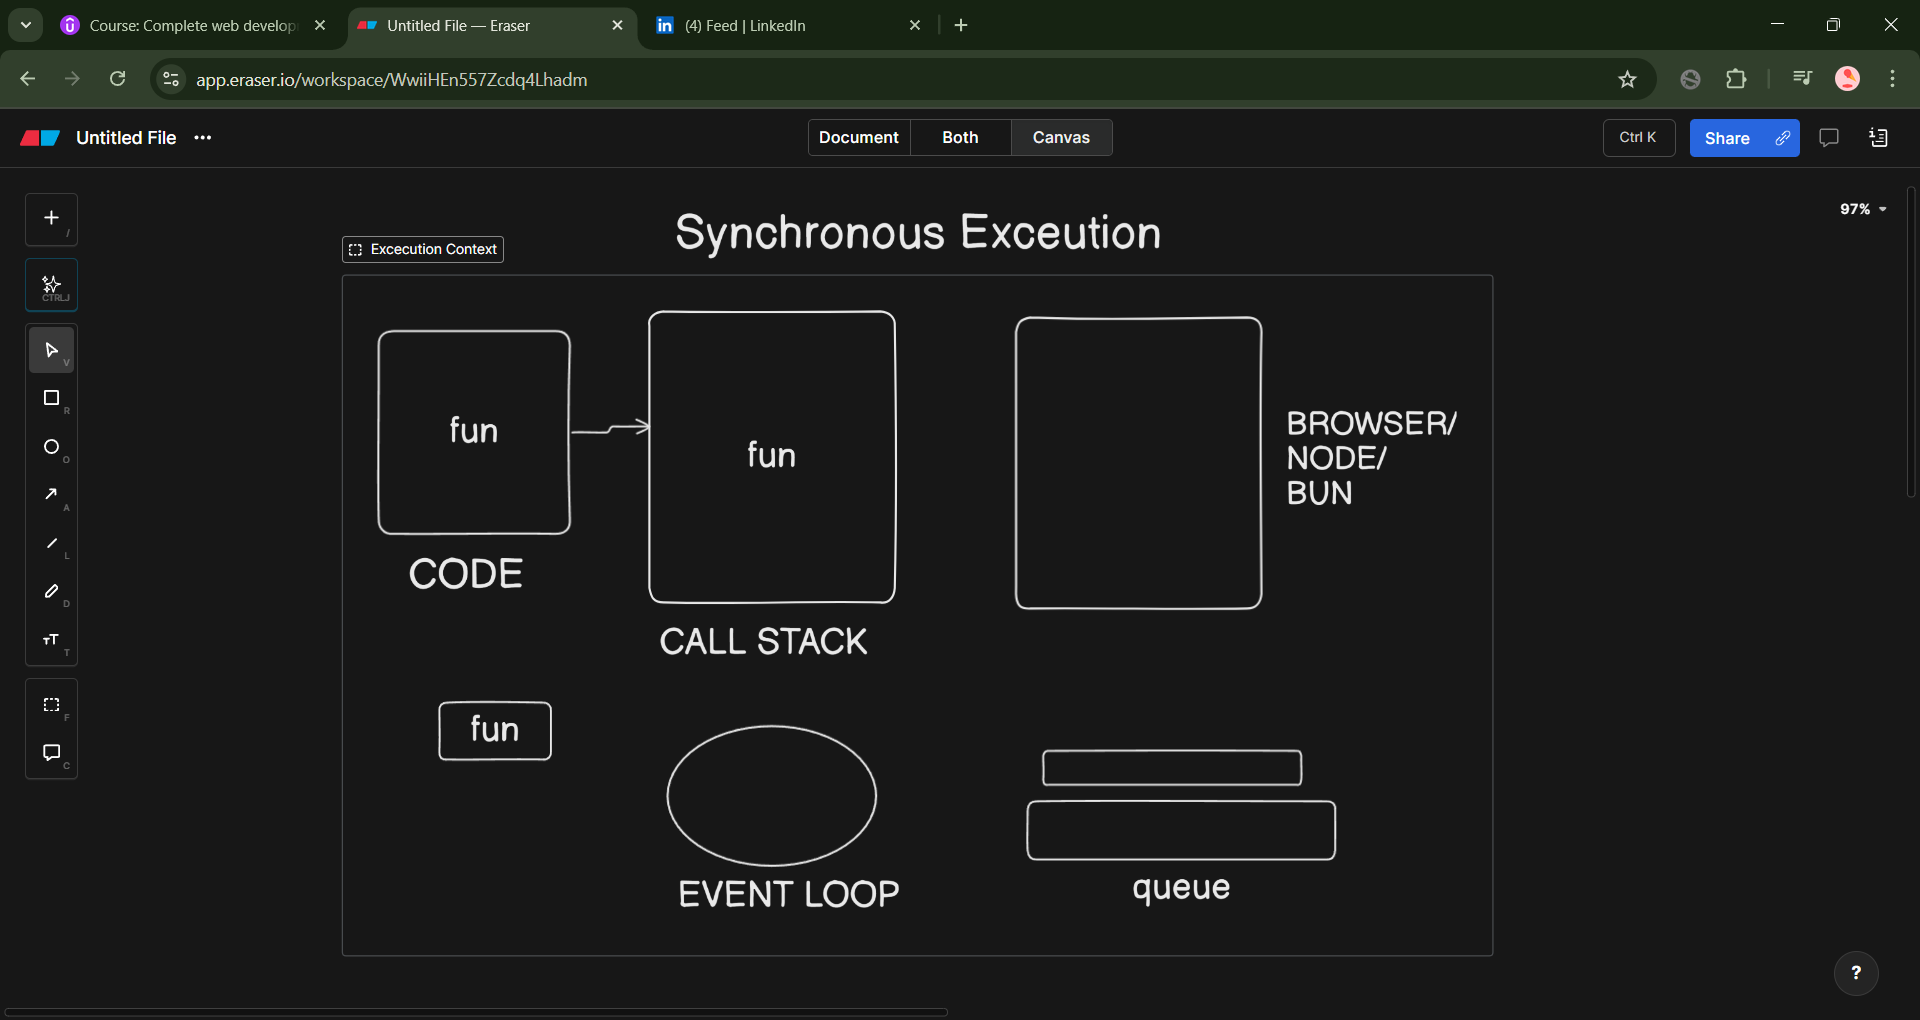 Course: Complete web develop
Untitled File — Eraser
(4) Feed | LinkedIn
app.eraser.io/workspace/WwiiHEn557Zcdq4Lhadm
Untitled File
Document
Both
Canvas
Ctrl K
Share
97%
/
CTRL J
V
R
O
A
L
D
T
F
C
Synchronous Exceution
Excecution Context
fun
CODE
fun
CALL STACK
BROWSER/
NODE/
BUN
fun
EVENT LOOP
queue
?